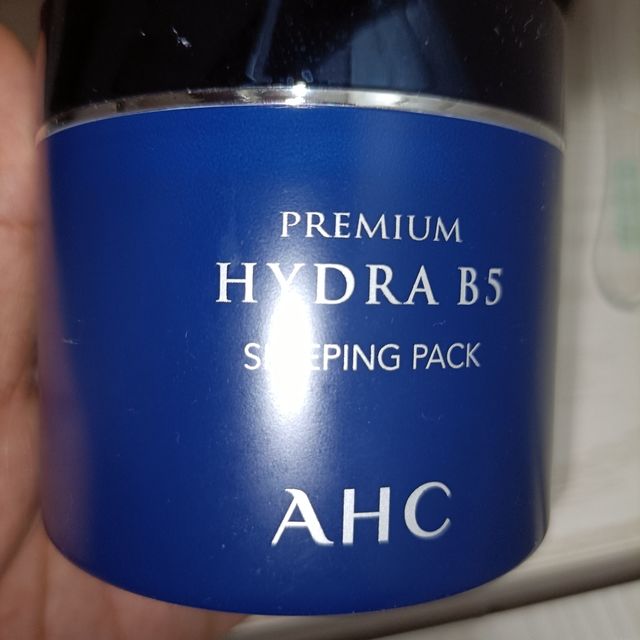 PREMIUM
HYDRA B5
SLEEPING PACK
AHC